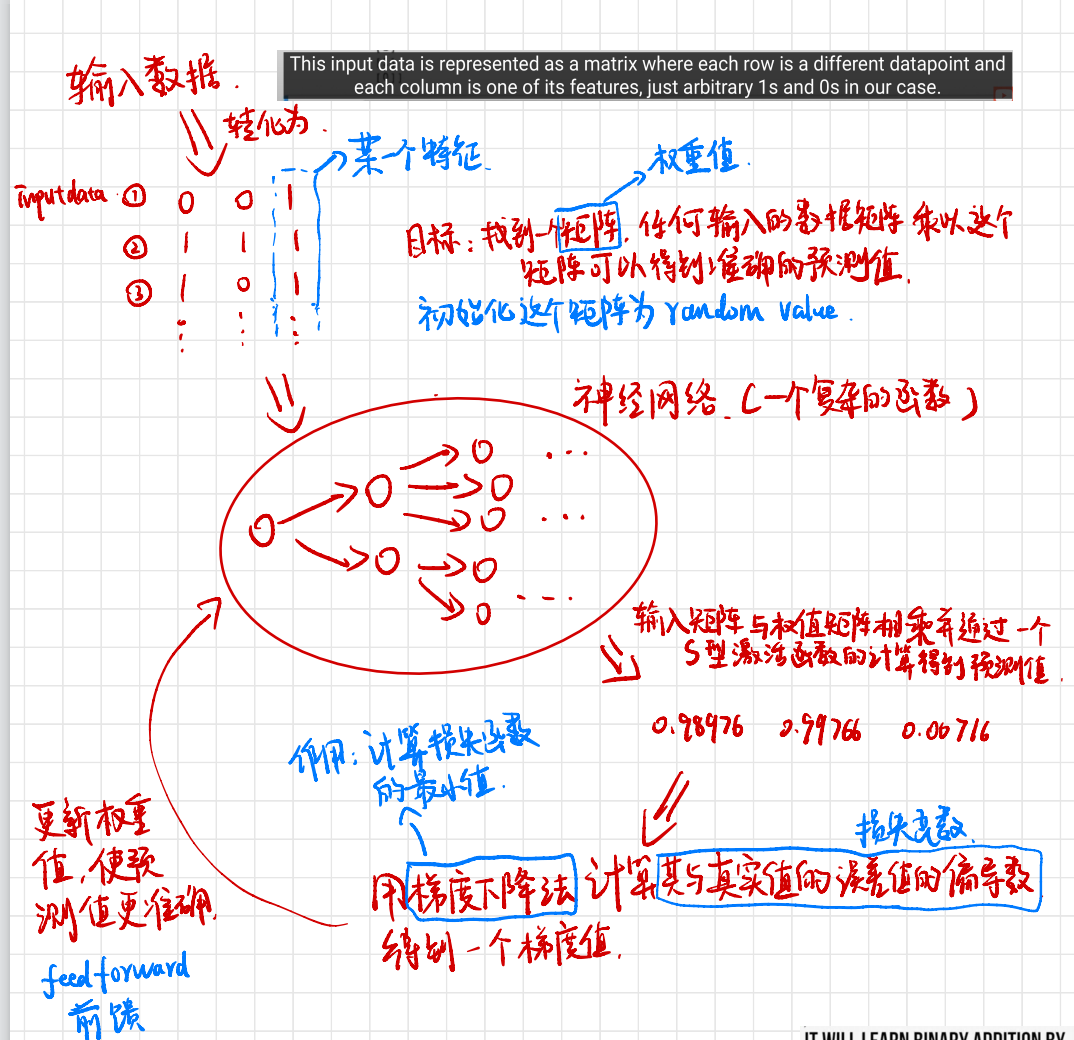 输入数据.
This input data is represented as a matrix where each row is a different datapoint and
each column is one of its features, just arbitrary 1s and 0s in our case.
转化为.
某一个特征
权重值.
input data ① 0 0 1
② 1 1 1
③ 1 0 1
目标：找到一个矩阵，任何输入的数据矩阵乘以这个
矩阵可以得到准确的预测值.
初始化这个矩阵为 random value.
神经网络.（一个复杂的函数）
输入矩阵与权值矩阵相乘并通过一个
S型激活函数的计算得到预测值.
0.98976 0.99766 0.00716
作用：计算损失函数
的最小值.
损失函数.
用梯度下降法 计算其与真实值的误差值的偏导数
得到一个梯度值.
更新权重
值，使预
测值更准确.
feed forward
前馈
IT WILL LEARN BINARY ADDITION BY